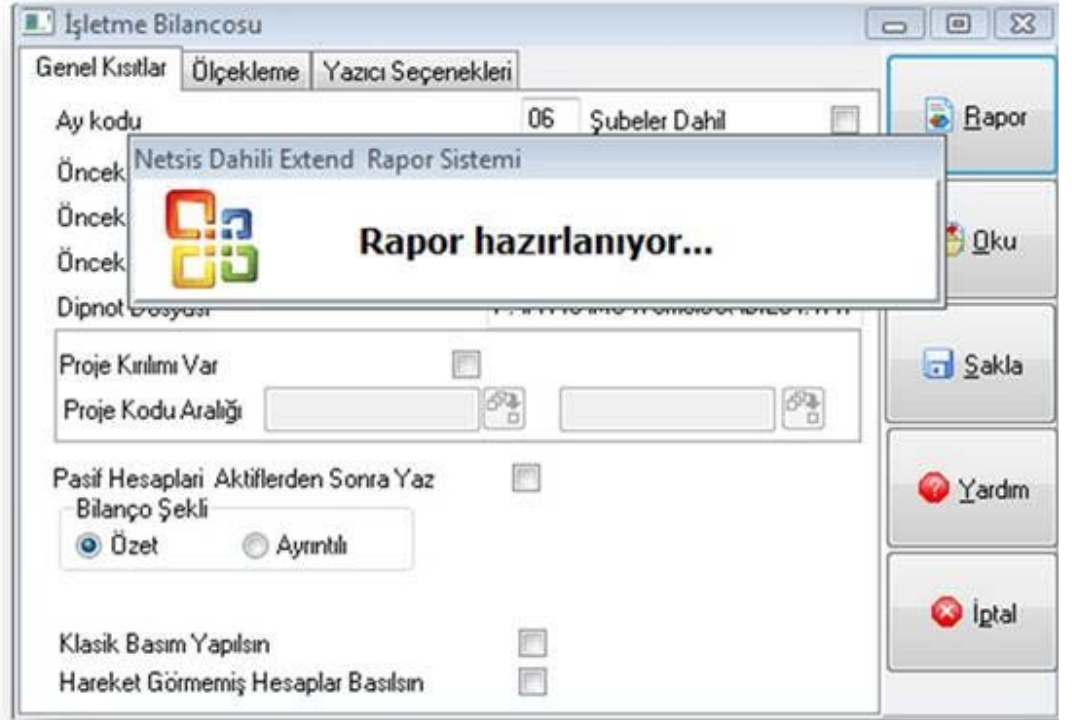 İşletme Bilancosu
Genel Kısıtlar Ölçekleme Yazıcı Seçenekleri
Ay kodu 06 Şubeler Dahil
Rapor
Netsis Dahili Extend Rapor Sistemi
Öncek
Öncek
Rapor hazırlanıyor...
Oku
Öncek
Dipnot Dosyası
Proje Kırılımı Var
Sakla
Proje Kodu Aralığı
Pasif Hesaplari Aktiflerden Sonra Yaz
Yardım
Bilanço Şekli
Özet Ayrıntılı
İptal
Klasik Basım Yapılsın
Hareket Görmemiş Hesaplar Basılsın